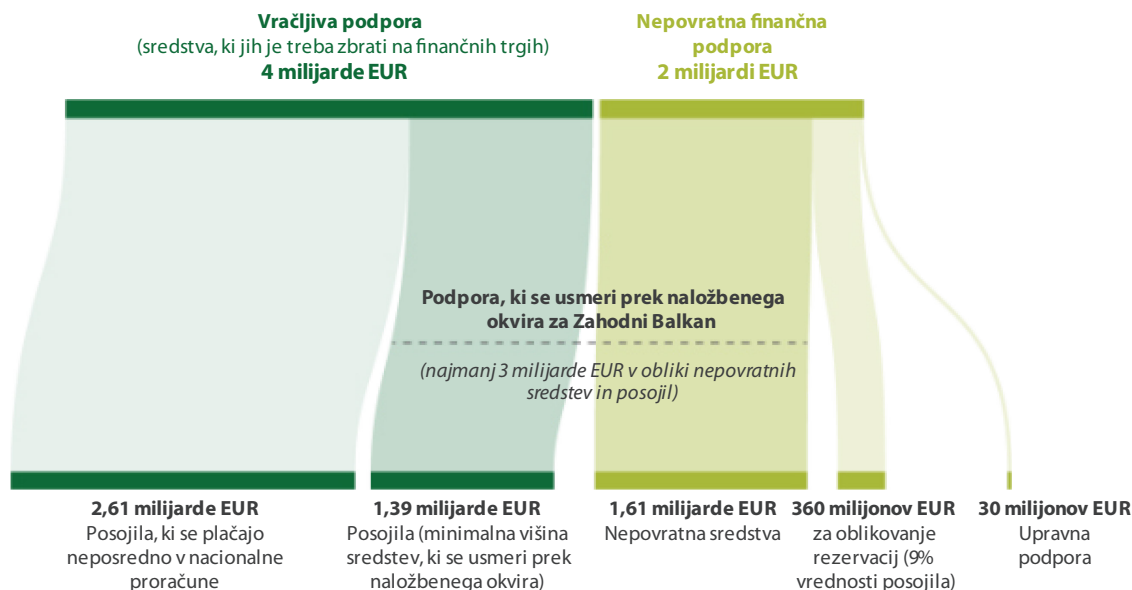 Vračljiva podpora
(sredstva, ki jih je treba zbrati na finančnih trgih)
4 milijarde EUR
Nepovratna finančna
podpora
2 milijardi EUR
Podpora, ki se usmeri prek naložbenega
okvira za Zahodni Balkan
(najmanj 3 milijarde EUR v obliki nepovratnih
sredstev in posojil)
2,61 milijarde EUR
Posojila, ki se plačajo
neposredno v nacionalne
proračune
1,39 milijarde EUR
Posojila (minimalna višina
sredstev, ki se usmeri prek
naložbenega okvira)
1,61 milijarde EUR
Nepovratna sredstva
360 milijonov EUR
za oblikovanje
rezervacij (9%
vrednosti posojila)
30 milijonov EUR
Upravna
podpora